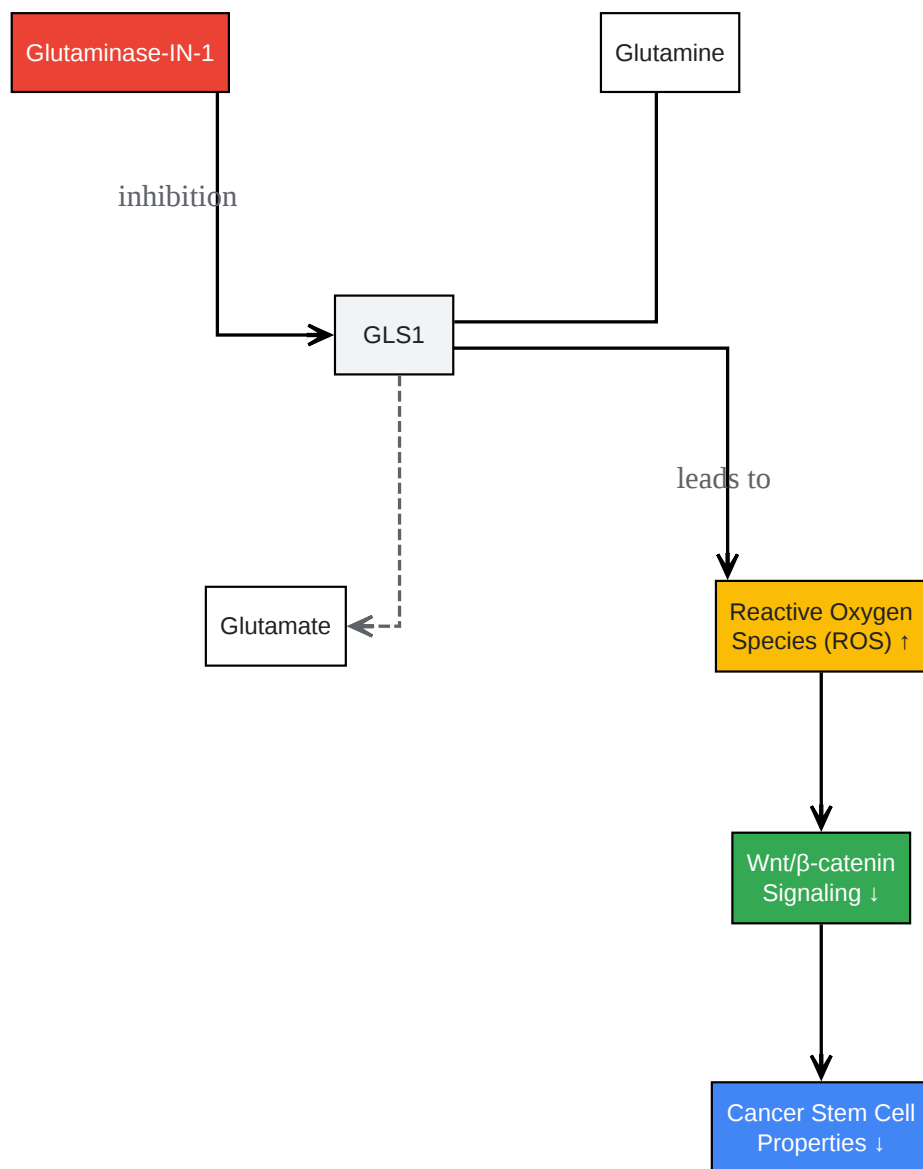 Glutaminase-IN-1
Glutamine
inhibition
GLS1
leads to
Glutamate
Reactive Oxygen
Species (ROS) ↑
Wnt/β-catenin
Signaling ↓
Cancer Stem Cell
Properties ↓